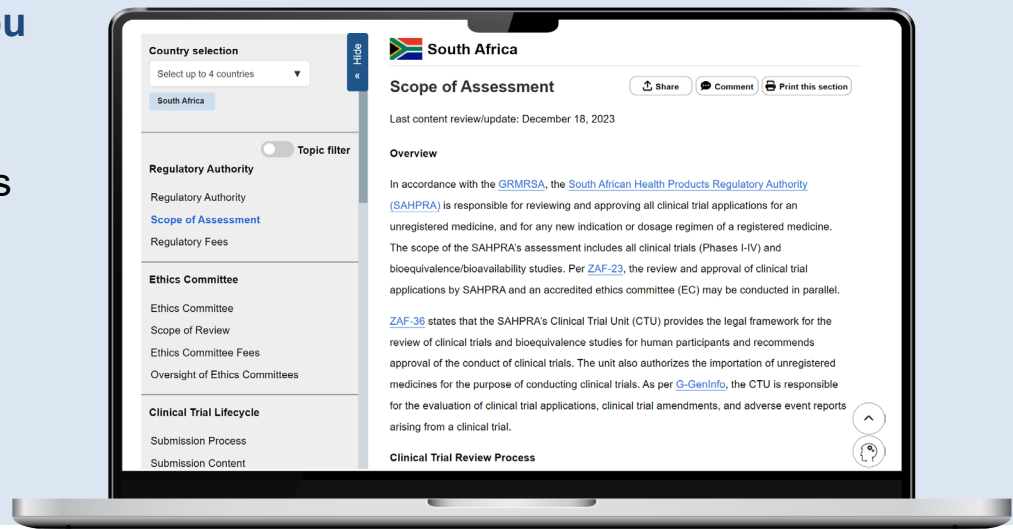 ou
s
Country selection
Select up to 4 countries ▼
South Africa
Topic filter
Regulatory Authority
Regulatory Authority
Scope of Assessment
Regulatory Fees
Ethics Committee
Ethics Committee
Scope of Review
Ethics Committee Fees
Oversight of Ethics Committees
Clinical Trial Lifecycle
Submission Process
Submission Content
« Hide
South Africa
Scope of Assessment
Share
Comment
Print this section
Last content review/update: December 18, 2023
Overview
In accordance with the GRMRSA, the South African Health Products Regulatory Authority
(SAHPRA) is responsible for reviewing and approving all clinical trial applications for an
unregistered medicine, and for any new indication or dosage regimen of a registered medicine.
The scope of the SAHPRA's assessment includes all clinical trials (Phases I-IV) and
bioequivalence/bioavailability studies. Per ZAF-23, the review and approval of clinical trial
applications by SAHPRA and an accredited ethics committee (EC) may be conducted in parallel.
ZAF-36 states that the SAHPRA's Clinical Trial Unit (CTU) provides the legal framework for the
review of clinical trials and bioequivalence studies for human participants and recommends
approval of the conduct of clinical trials. The unit also authorizes the importation of unregistered
medicines for the purpose of conducting clinical trials. As per G-GenInfo, the CTU is responsible
for the evaluation of clinical trial applications, clinical trial amendments, and adverse event reports
arising from a clinical trial.
Clinical Trial Review Process